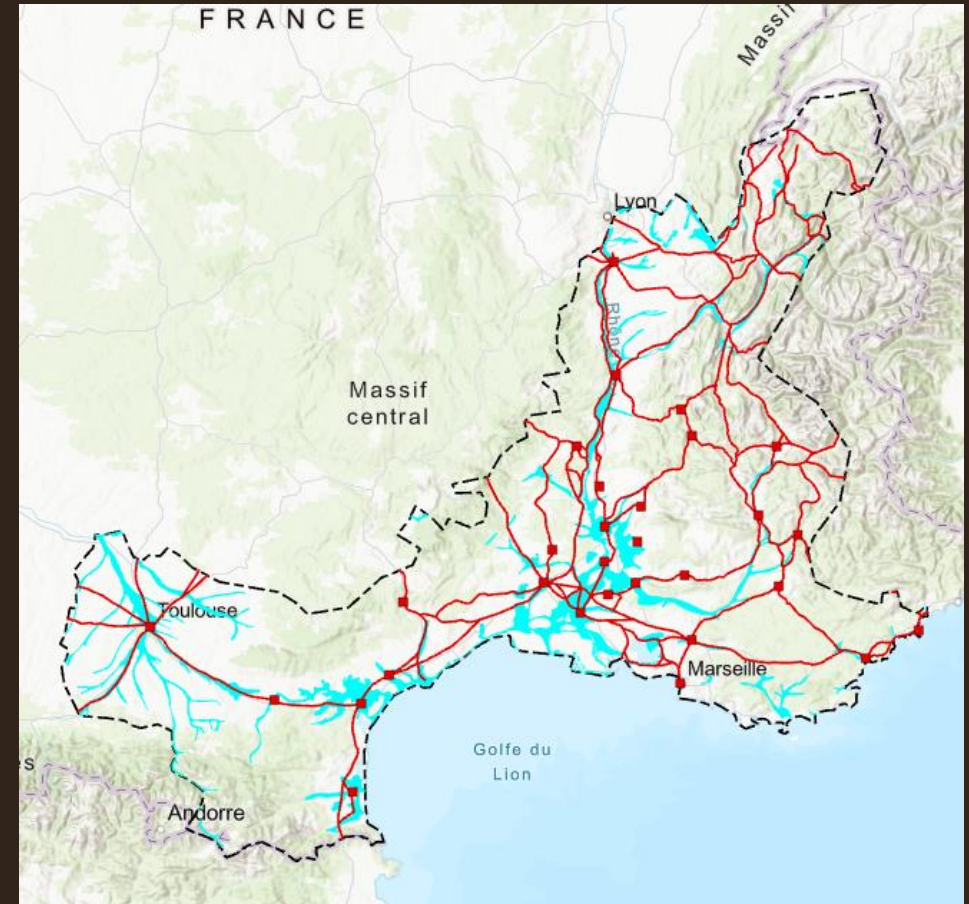 FRANCE
Massif
Lyon
Rhône
Massif
central
Toulouse
Marseille
Golfe du
Lion
s
Andorre